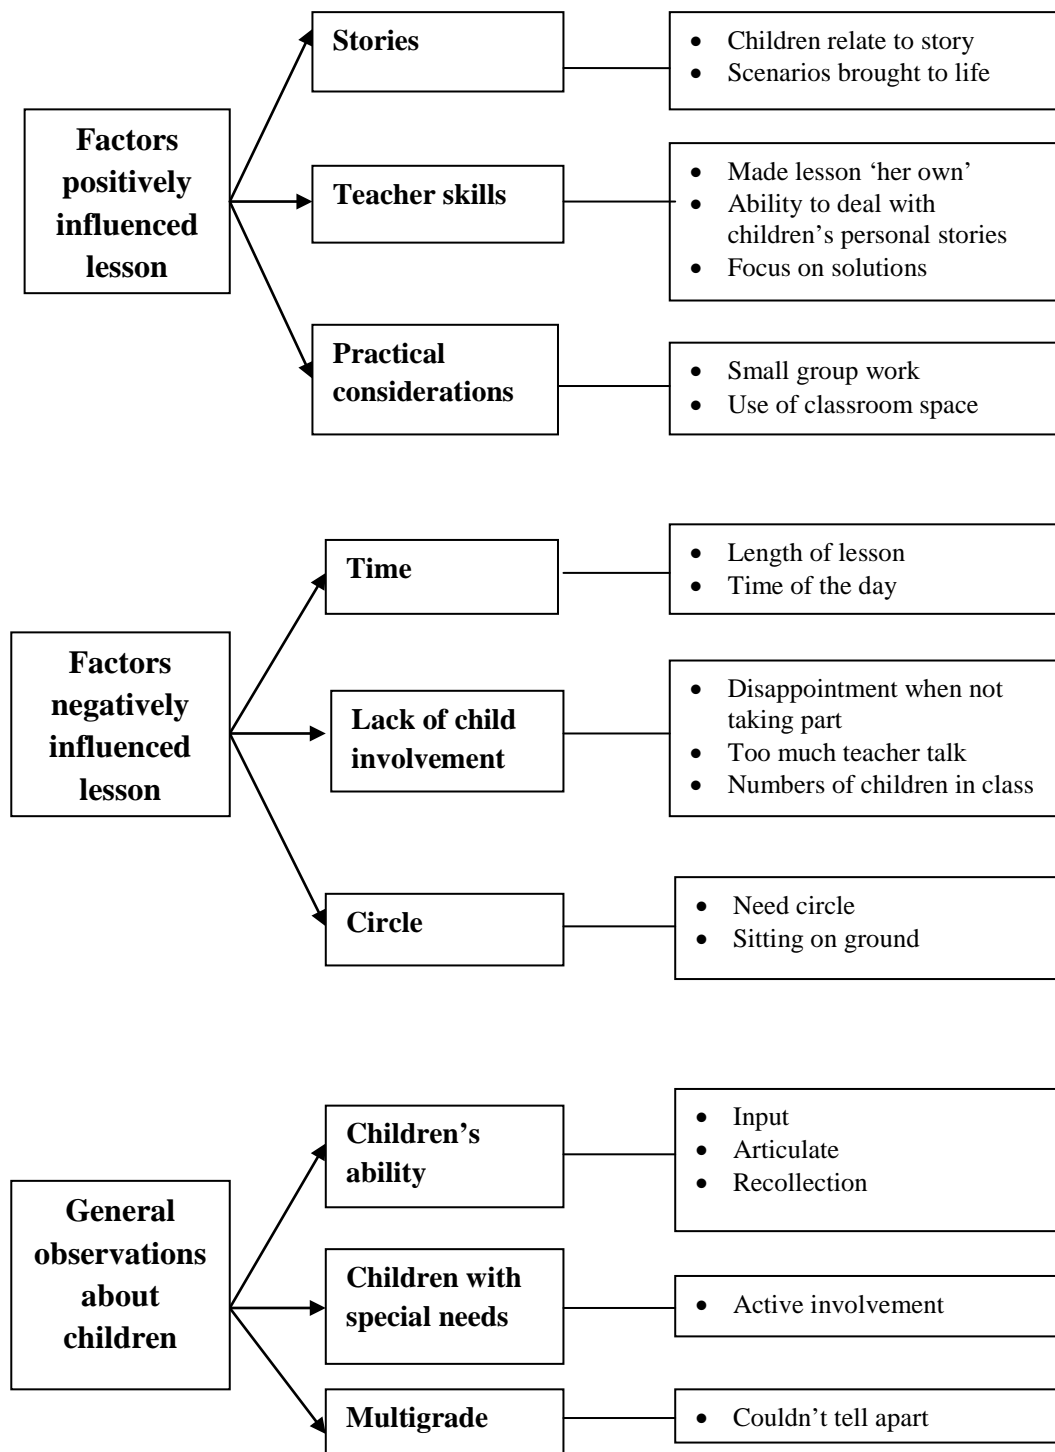 Stories
• Children relate to story
• Scenarios brought to life
Factors
positively
influenced
lesson
Teacher skills
• Made lesson ‘her own’
• Ability to deal with
children’s personal stories
• Focus on solutions
Practical
considerations
• Small group work
• Use of classroom space
Time
• Length of lesson
• Time of the day
Factors
negatively
influenced
lesson
Lack of child
involvement
• Disappointment when not
taking part
• Too much teacher talk
• Numbers of children in class
Circle
• Need circle
• Sitting on ground
Children’s
ability
• Input
• Articulate
• Recollection
General
observations
about
children
Children with
special needs
• Active involvement
Multigrade
• Couldn’t tell apart